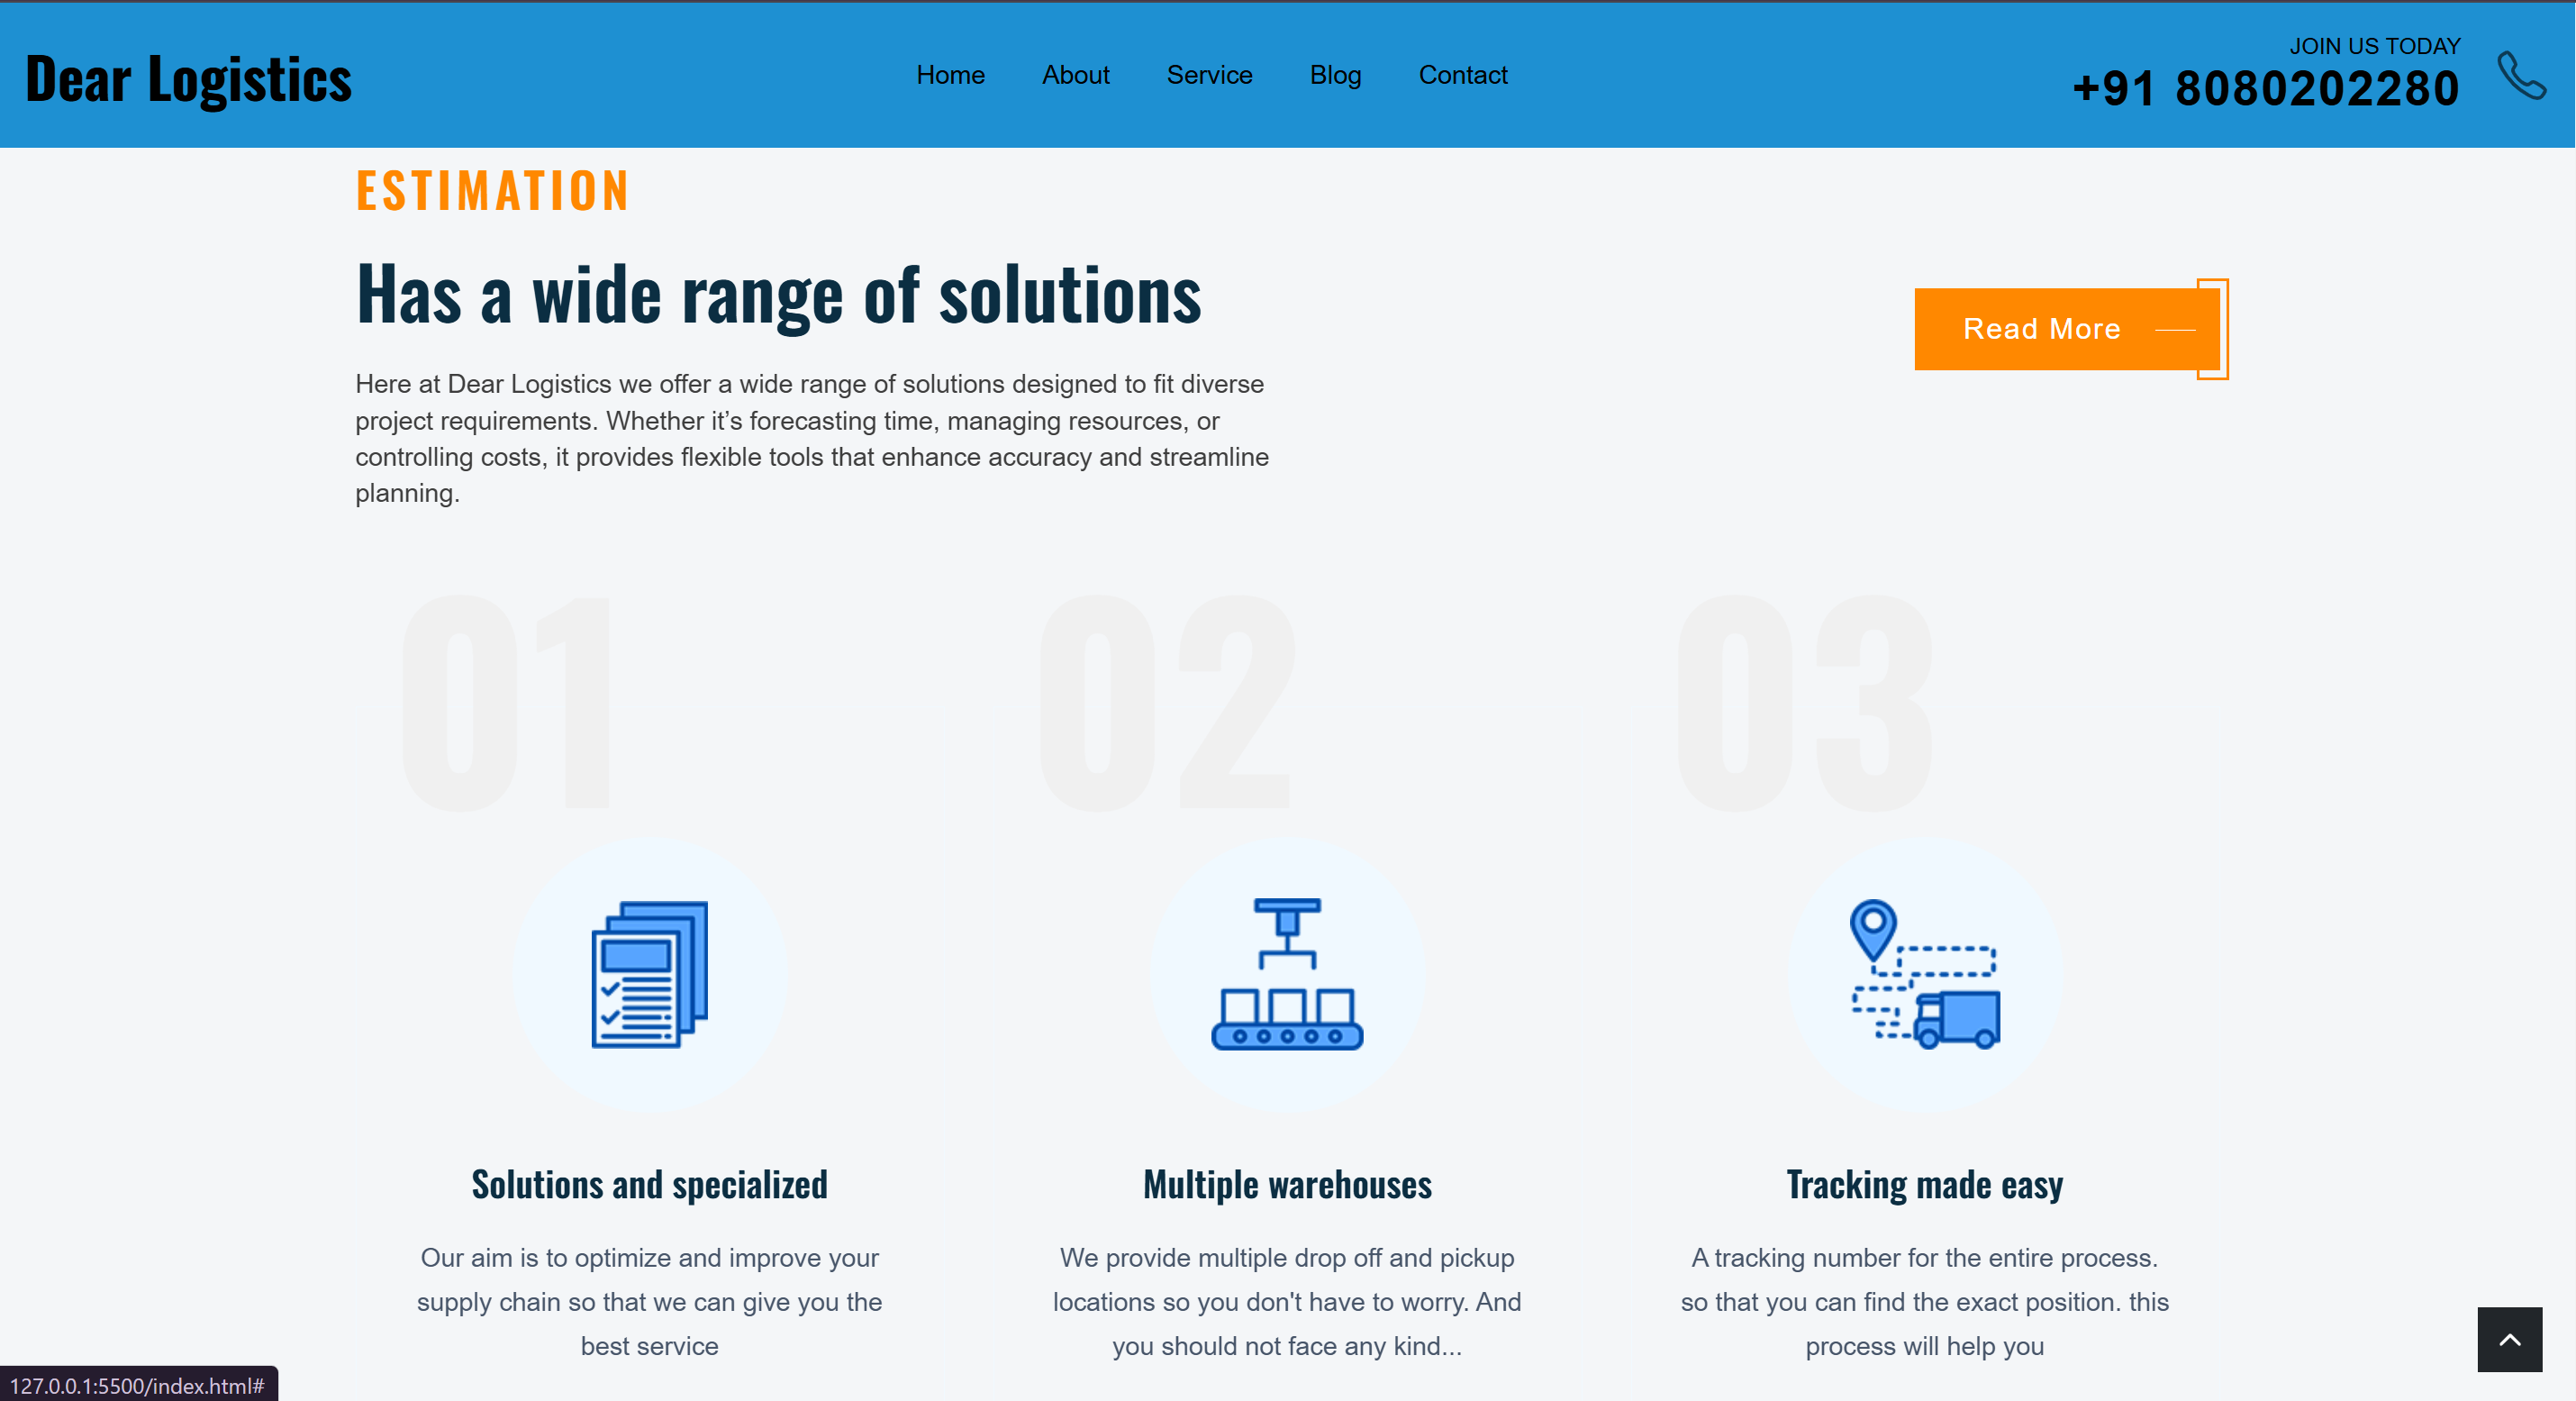 Dear Logistics
Home About Service Blog Contact
JOIN US TODAY
+91 8080202280
ESTIMATION
Has a wide range of solutions
Here at Dear Logistics we offer a wide range of solutions designed to fit diverse
project requirements. Whether it’s forecasting time, managing resources, or
controlling costs, it provides flexible tools that enhance accuracy and streamline
planning.
Read More
01
02
03
Solutions and specialized
Our aim is to optimize and improve your
supply chain so that we can give you the
best service
Multiple warehouses
We provide multiple drop off and pickup
locations so you don't have to worry. And
you should not face any kind...
Tracking made easy
A tracking number for the entire process.
so that you can find the exact position. this
process will help you
127.0.0.1:5500/index.html#